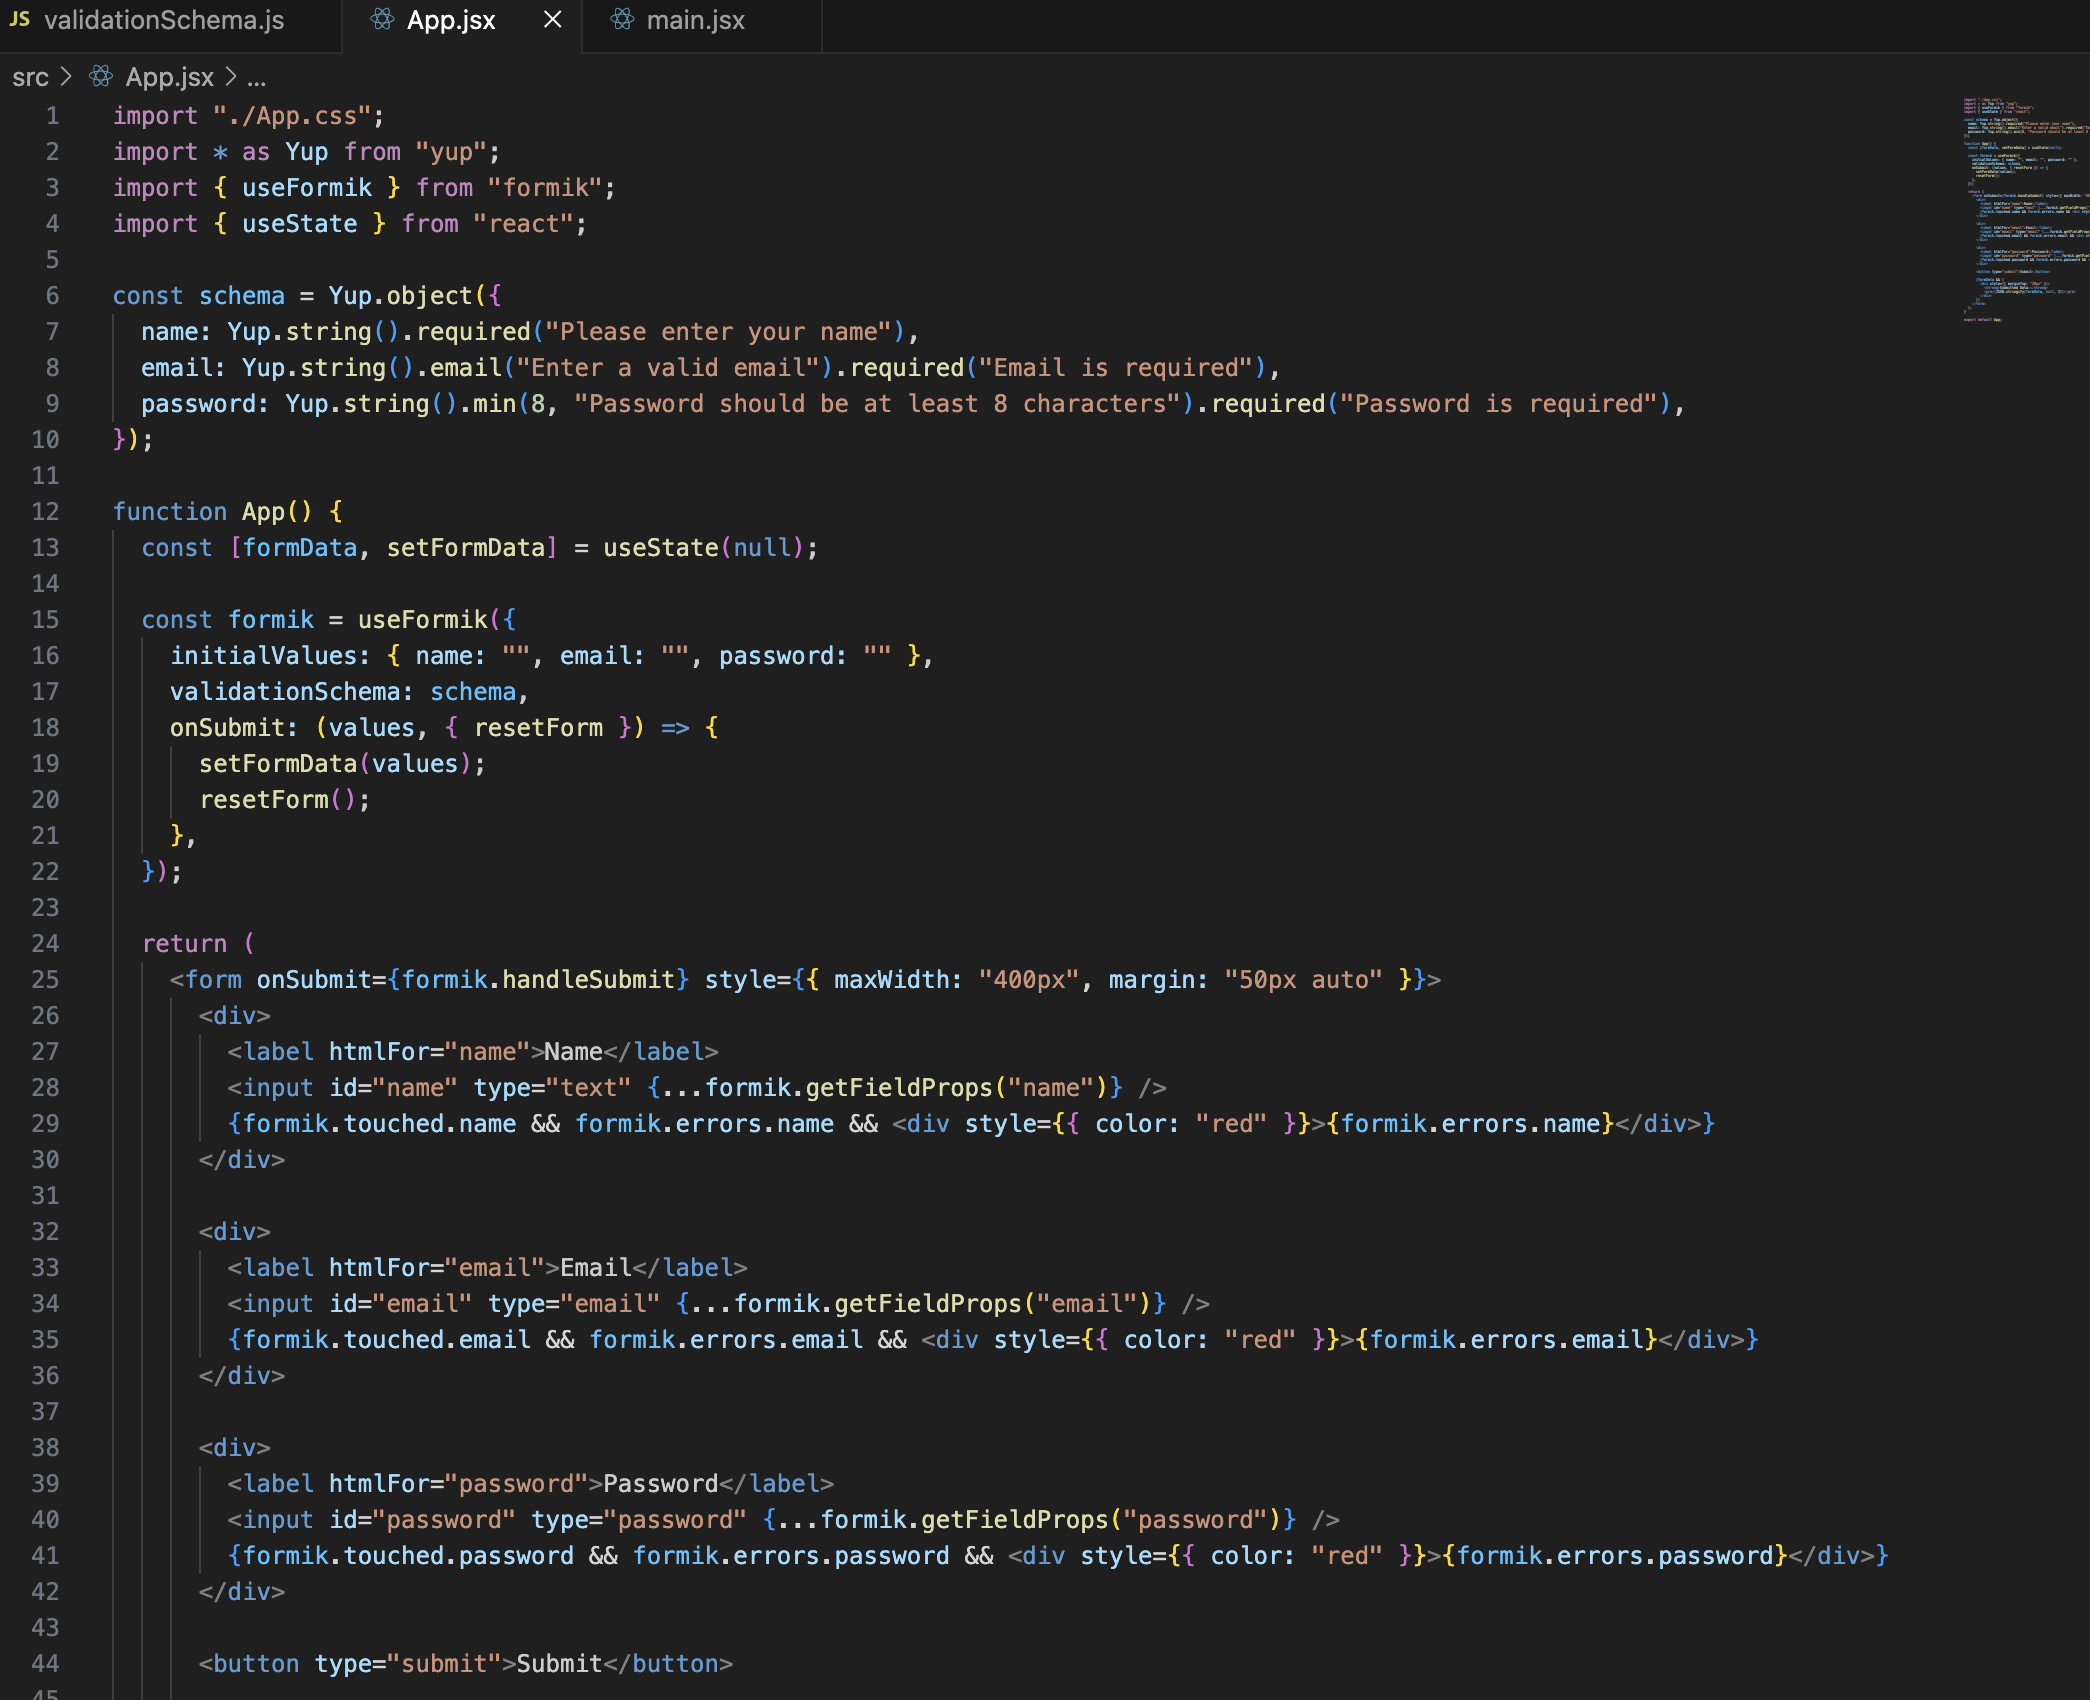 JS validationSchema.js App.jsx × main.jsx
src > App.jsx > ...
1 import "./App.css";
2 import * as Yup from "yup";
3 import { useFormik } from "formik";
4 import { useState } from "react";
5
6 const schema = Yup.object({
7   name: Yup.string().required("Please enter your name"),
8   email: Yup.string().email("Enter a valid email").required("Email is required"),
9   password: Yup.string().min(8, "Password should be at least 8 characters").required("Password is required"),
10 });
11
12 function App() {
13   const [formData, setFormData] = useState(null);
14
15   const formik = useFormik({
16     initialValues: { name: "", email: "", password: "" },
17     validationSchema: schema,
18     onSubmit: (values, { resetForm }) => {
19       setFormData(values);
20       resetForm();
21     },
22   });
23
24   return (
25     <form onSubmit={formik.handleSubmit} style={{ maxWidth: "400px", margin: "50px auto" }}>
26       <div>
27         <label htmlFor="name">Name</label>
28         <input id="name" type="text" {...formik.getFieldProps("name")} />
29         {formik.touched.name && formik.errors.name && <div style={{ color: "red" }}>{formik.errors.name}</div>}
30       </div>
31
32       <div>
33         <label htmlFor="email">Email</label>
34         <input id="email" type="email" {...formik.getFieldProps("email")} />
35         {formik.touched.email && formik.errors.email && <div style={{ color: "red" }}>{formik.errors.email}</div>}
36       </div>
37
38       <div>
39         <label htmlFor="password">Password</label>
40         <input id="password" type="password" {...formik.getFieldProps("password")} />
41         {formik.touched.password && formik.errors.password && <div style={{ color: "red" }}>{formik.errors.password}</div>}
42       </div>
43
44       <button type="submit">Submit</button>
45